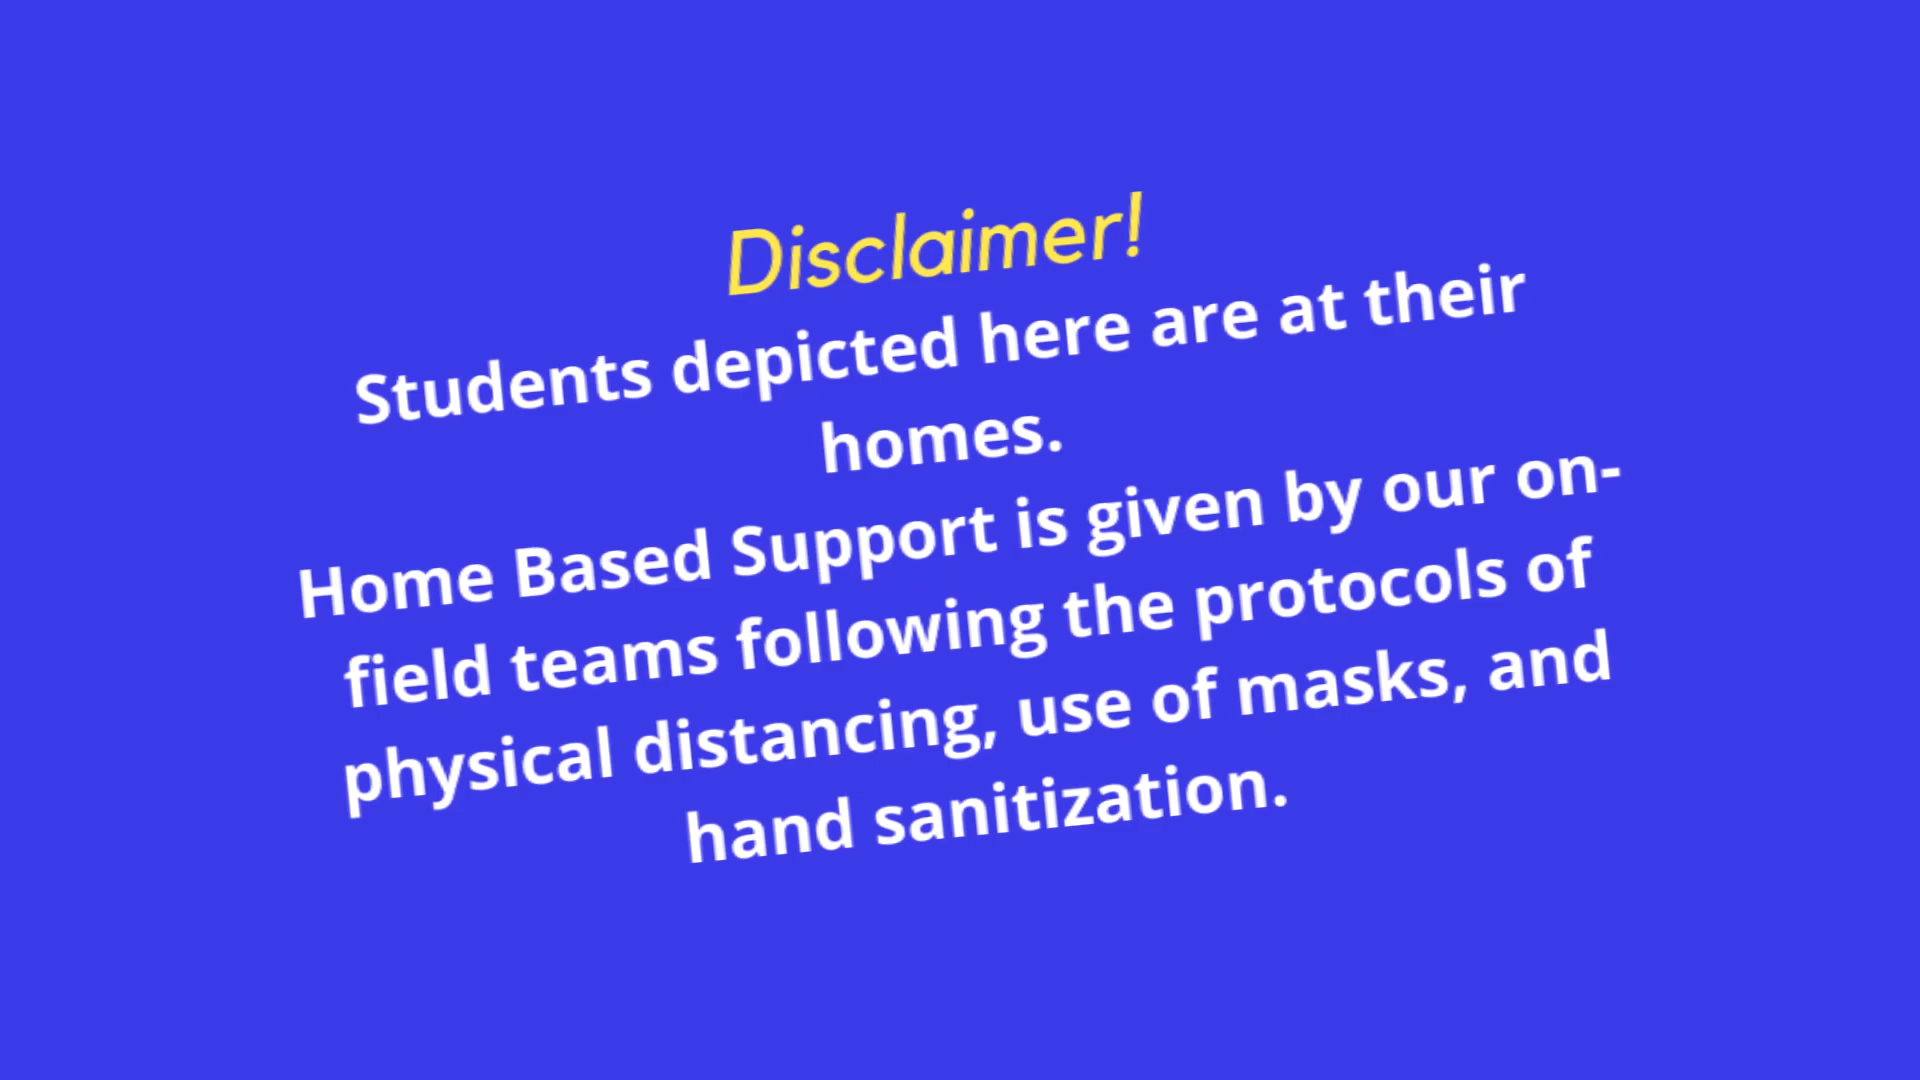 Disclaimer!
Students depicted here are at their
homes.
Home Based Support is given by our on-
field teams following the protocols of
physical distancing, use of masks, and
hand sanitization.